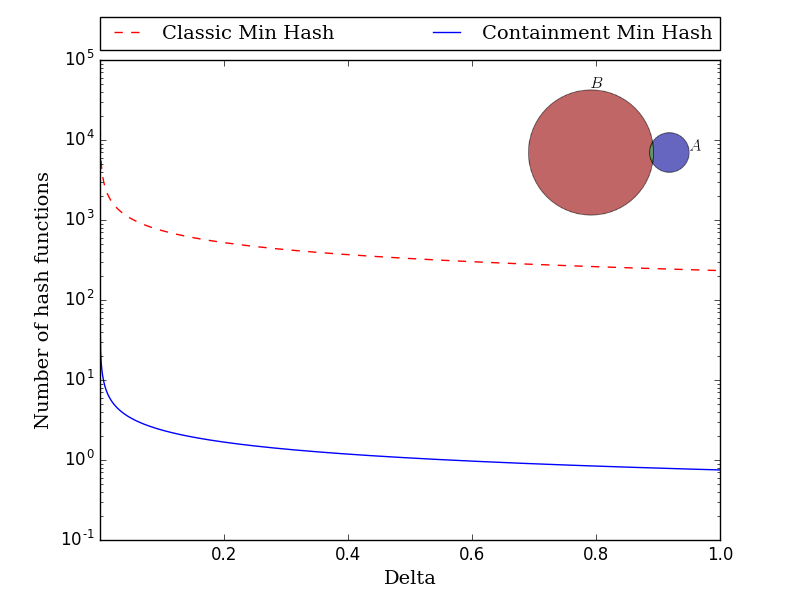 Classic Min Hash Containment Min Hash
B
A
Number of hash functions
10^5
10^4
10^3
10^2
10^1
10^0
10^-1
0.2 0.4 0.6 0.8 1.0
Delta